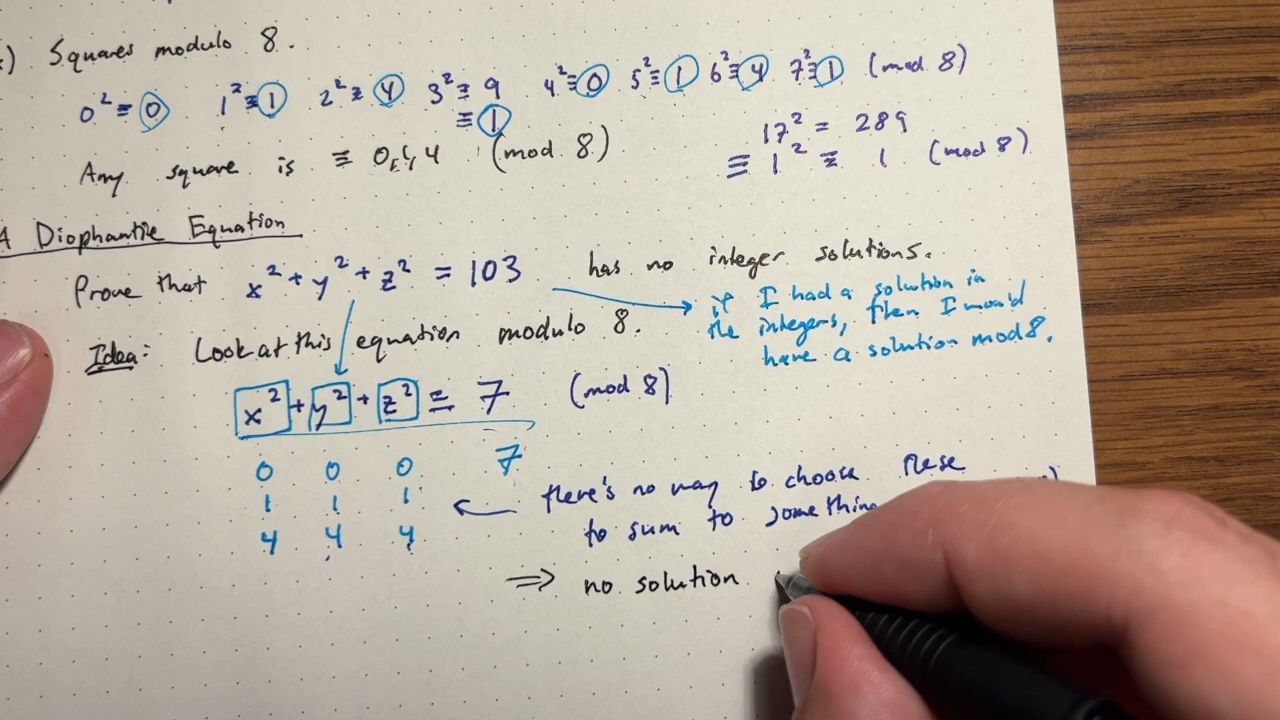 ) Squares modulo 8.
0² ≡ 0 1² ≡ 1 2² ≡ 4 3² ≡ 9 4² ≡ 0 5² ≡ 1 6² ≡ 4 7² ≡ 1 (mod 8)
≡ 1
17² = 289
Any square is ≡ 0, 1, 4 (mod 8)
≡ 1² ≡ 1 (mod 8)
A Diophantie Equation
Prove that x² + y² + z² = 103 has no integer solutions.
if I had a solution in
the integers, then I would
have a solution mod 8.
Idea: Look at this equation modulo 8.
x² + y² + z² ≡ 7 (mod 8)
0 0 0 7
1 1 1
4 4 4
there's no way to choose these
to sum to something
⇒ no solution